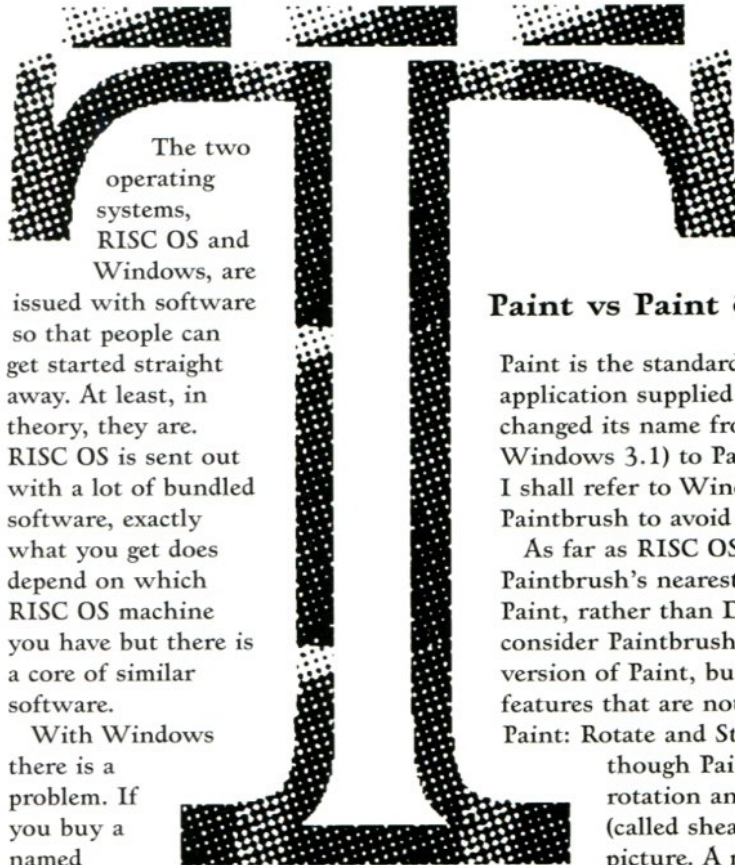 T
The two
operating
systems,
RISC OS and
Windows, are
issued with software
so that people can
get started straight
away. At least, in
theory, they are.
RISC OS is sent out
with a lot of bundled
software, exactly
what you get does
depend on which
RISC OS machine
you have but there is
a core of similar
software.
With Windows
there is a
problem. If
you buy a
named
Paint vs Paint
Paint is the standard
application supplied
changed its name fro
Windows 3.1) to Pa
I shall refer to Win
Paintbrush to avoid
As far as RISC OS
Paintbrush's nearest
Paint, rather than D
consider Paintbrush
version of Paint, bu
features that are not
Paint: Rotate and St
though Pai
rotation an
(called shea
picture. A